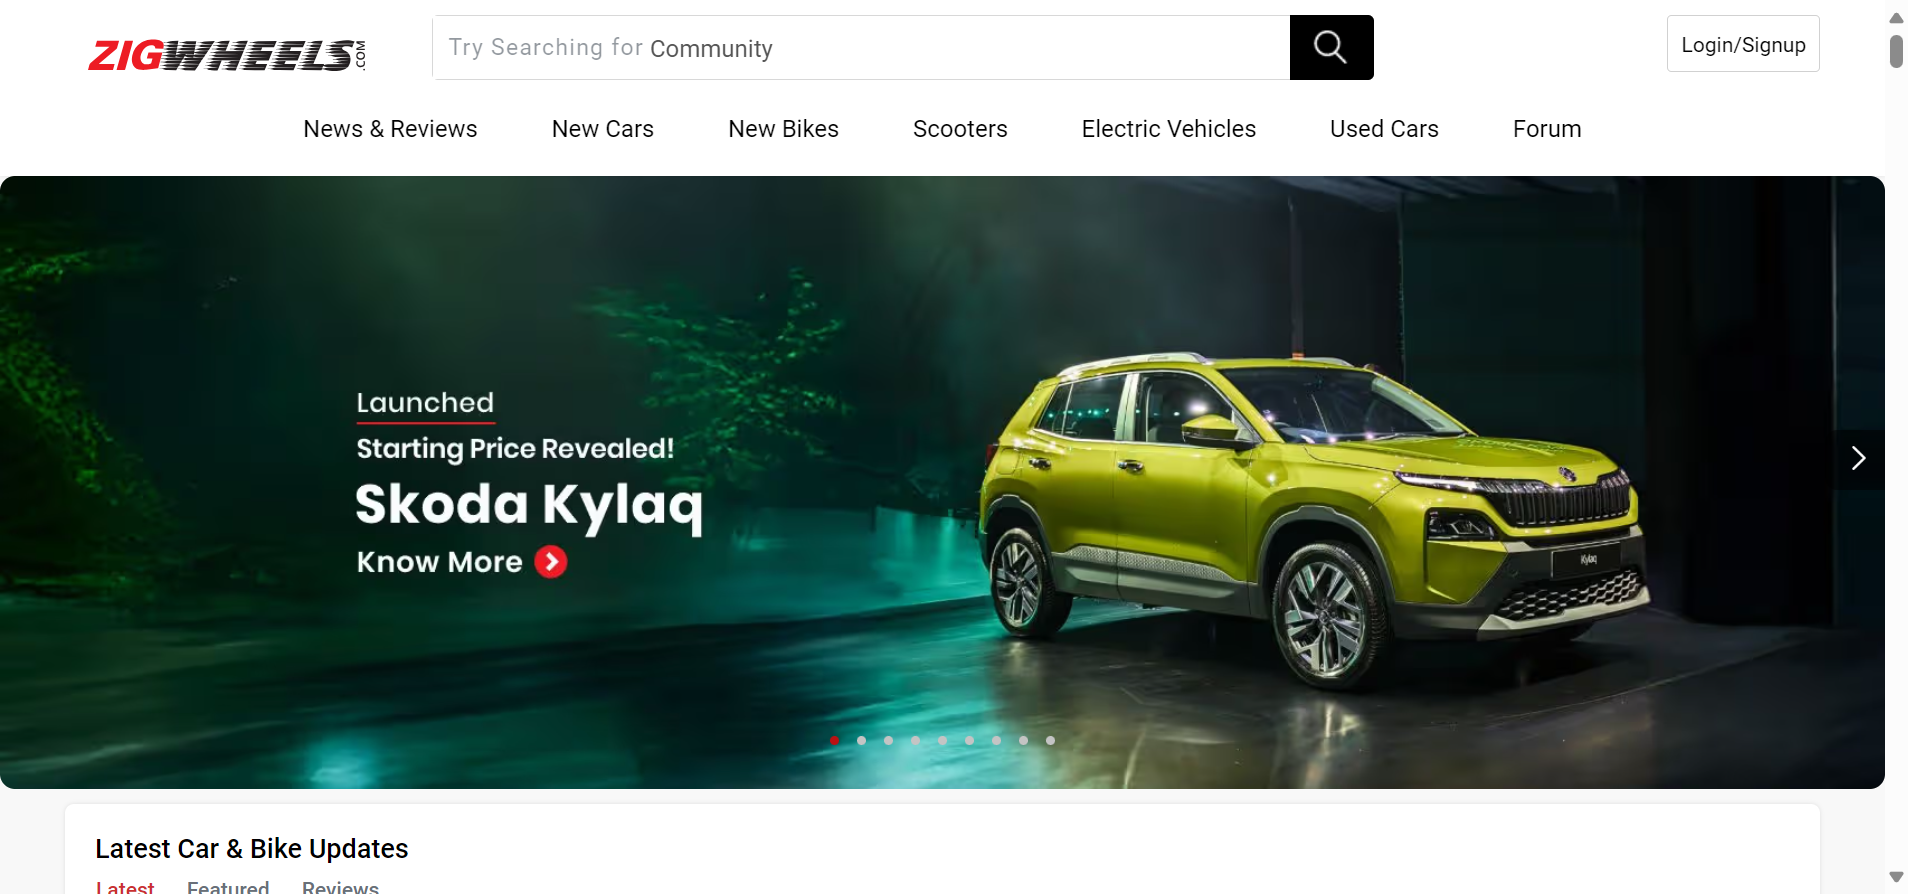 ZIGWHEELS.COM
Try Searching for Community
Login/Signup
News & Reviews
New Cars
New Bikes
Scooters
Electric Vehicles
Used Cars
Forum
Launched
Starting Price Revealed!
Skoda Kylaq
Know More
Kylaq
Latest Car & Bike Updates
Latest
Featured
Reviews